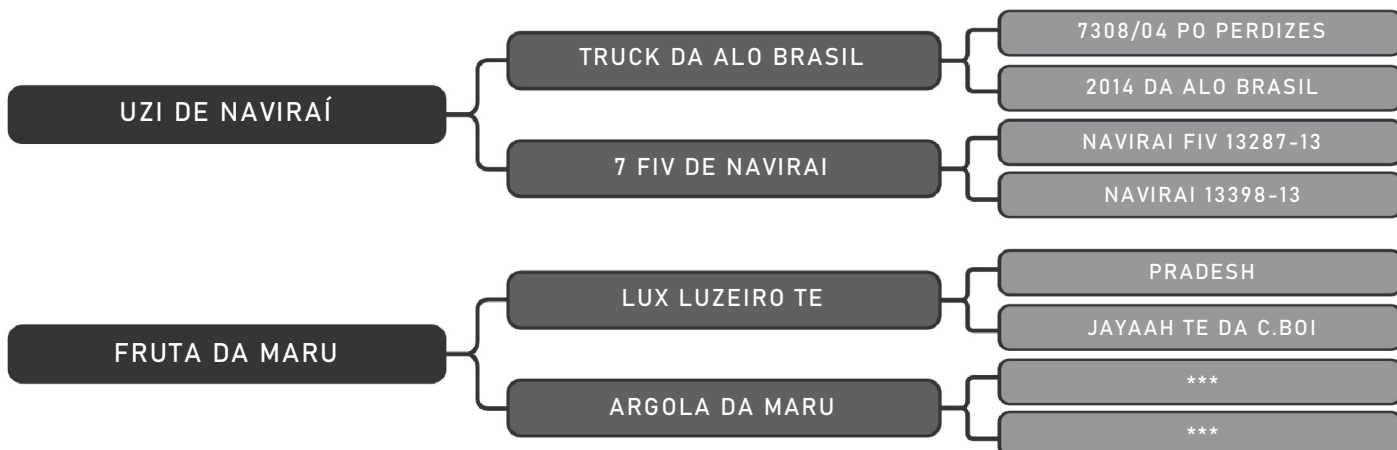 UZI DE NAVIRAÍ
TRUCK DA ALO BRASIL
7 FIV DE NAVIRAI
7308/04 PO PERDIZES
2014 DA ALO BRASIL
NAVIRAI FIV 13287-13
NAVIRAI 13398-13
FRUTA DA MARU
LUX LUZEIRO TE
ARGOLA DA MARU
PRADESH
JAYAAH TE DA C.BOI
***
***